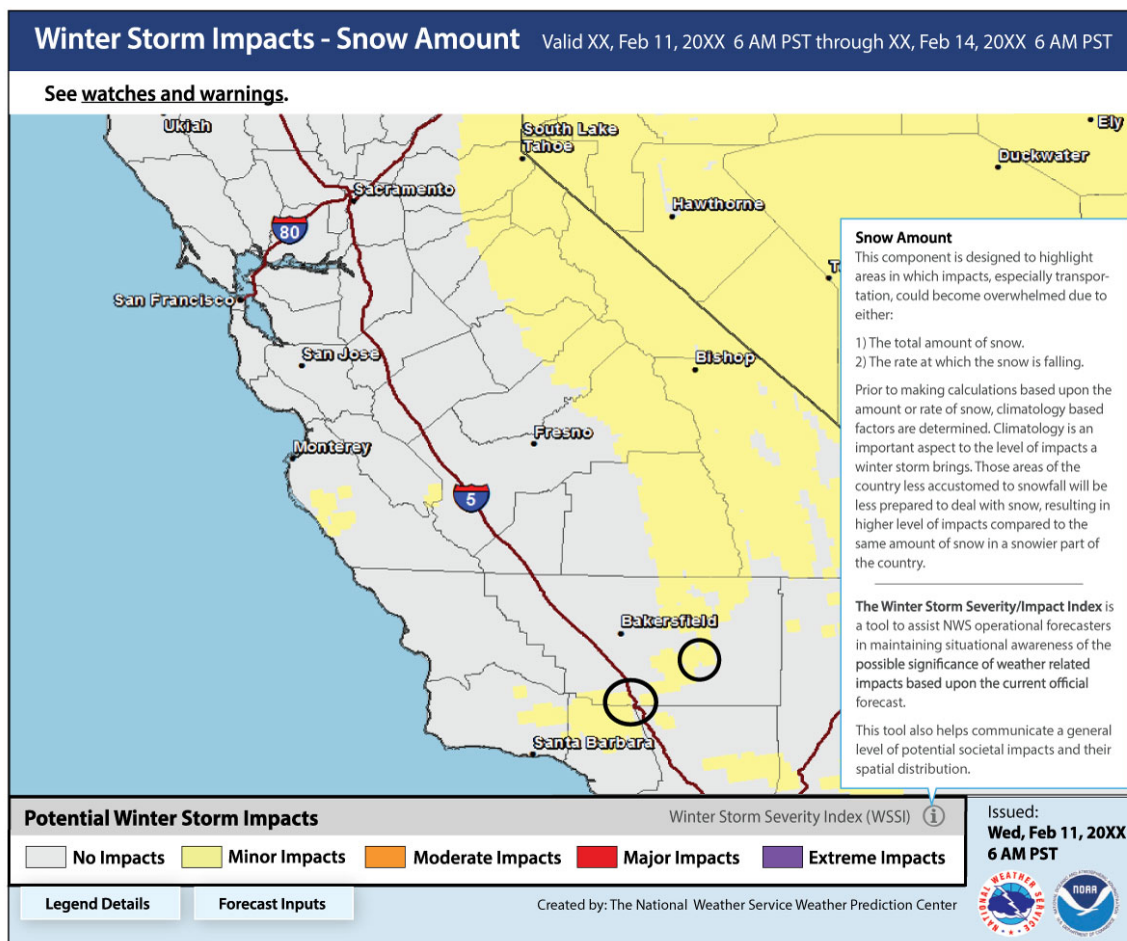 Winter Storm Impacts - Snow Amount Valid XX, Feb 11, 20XX 6 AM PST through XX, Feb 14, 20XX 6 AM PST
See watches and warnings.
Ukiah
South Lake
Tahoe
Ely
Duckwater
Sacramento
Hawthorne
80
San Francisco
San Jose
Bishop
Monterey
Fresno
5
Bakersfield
Santa Barbara
Snow Amount
This component is designed to highlight
areas in which impacts, especially transpor-
tation, could become overwhelmed due to
either:
1) The total amount of snow.
2) The rate at which the snow is falling.
Prior to making calculations based upon the
amount or rate of snow, climatology based
factors are determined. Climatology is an
important aspect to the level of impacts a
winter storm brings. Those areas of the
country less accustomed to snowfall will be
less prepared to deal with snow, resulting in
higher level of impacts compared to the
same amount of snow in a snowier part of
the country.
The Winter Storm Severity/Impact Index is
a tool to assist NWS operational forecasters
in maintaining situational awareness of the
possible significance of weather related
impacts based upon the current official
forecast.
This tool also helps communicate a general
level of potential societal impacts and their
spatial distribution.
Potential Winter Storm Impacts Winter Storm Severity Index (WSSI) i
No Impacts Minor Impacts Moderate Impacts Major Impacts Extreme Impacts
Issued:
Wed, Feb 11, 20XX
6 AM PST
Legend Details Forecast Inputs
Created by: The National Weather Service Weather Prediction Center
NATIONAL WEATHER SERVICE
NOAA